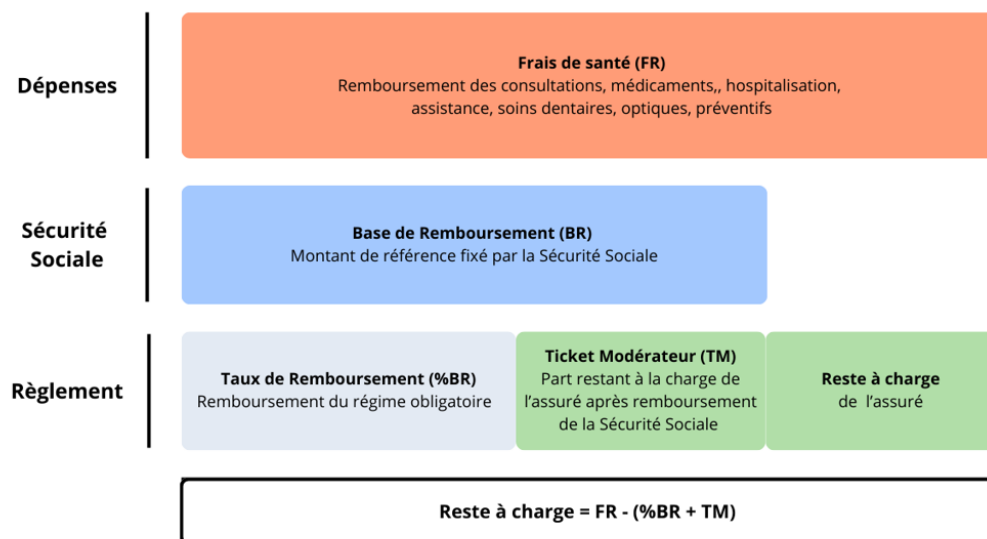 Dépenses
Frais de santé (FR)
Remboursement des consultations, médicaments,, hospitalisation,
assistance, soins dentaires, optiques, préventifs
Sécurité
Sociale
Base de Remboursement (BR)
Montant de référence fixé par la Sécurité Sociale
Règlement
Taux de Remboursement (%BR)
Remboursement du régime obligatoire
Ticket Modérateur (TM)
Part restant à la charge de
l'assuré après remboursement
de la Sécurité Sociale
Reste à charge
de l'assuré
Reste à charge = FR - (%BR + TM)